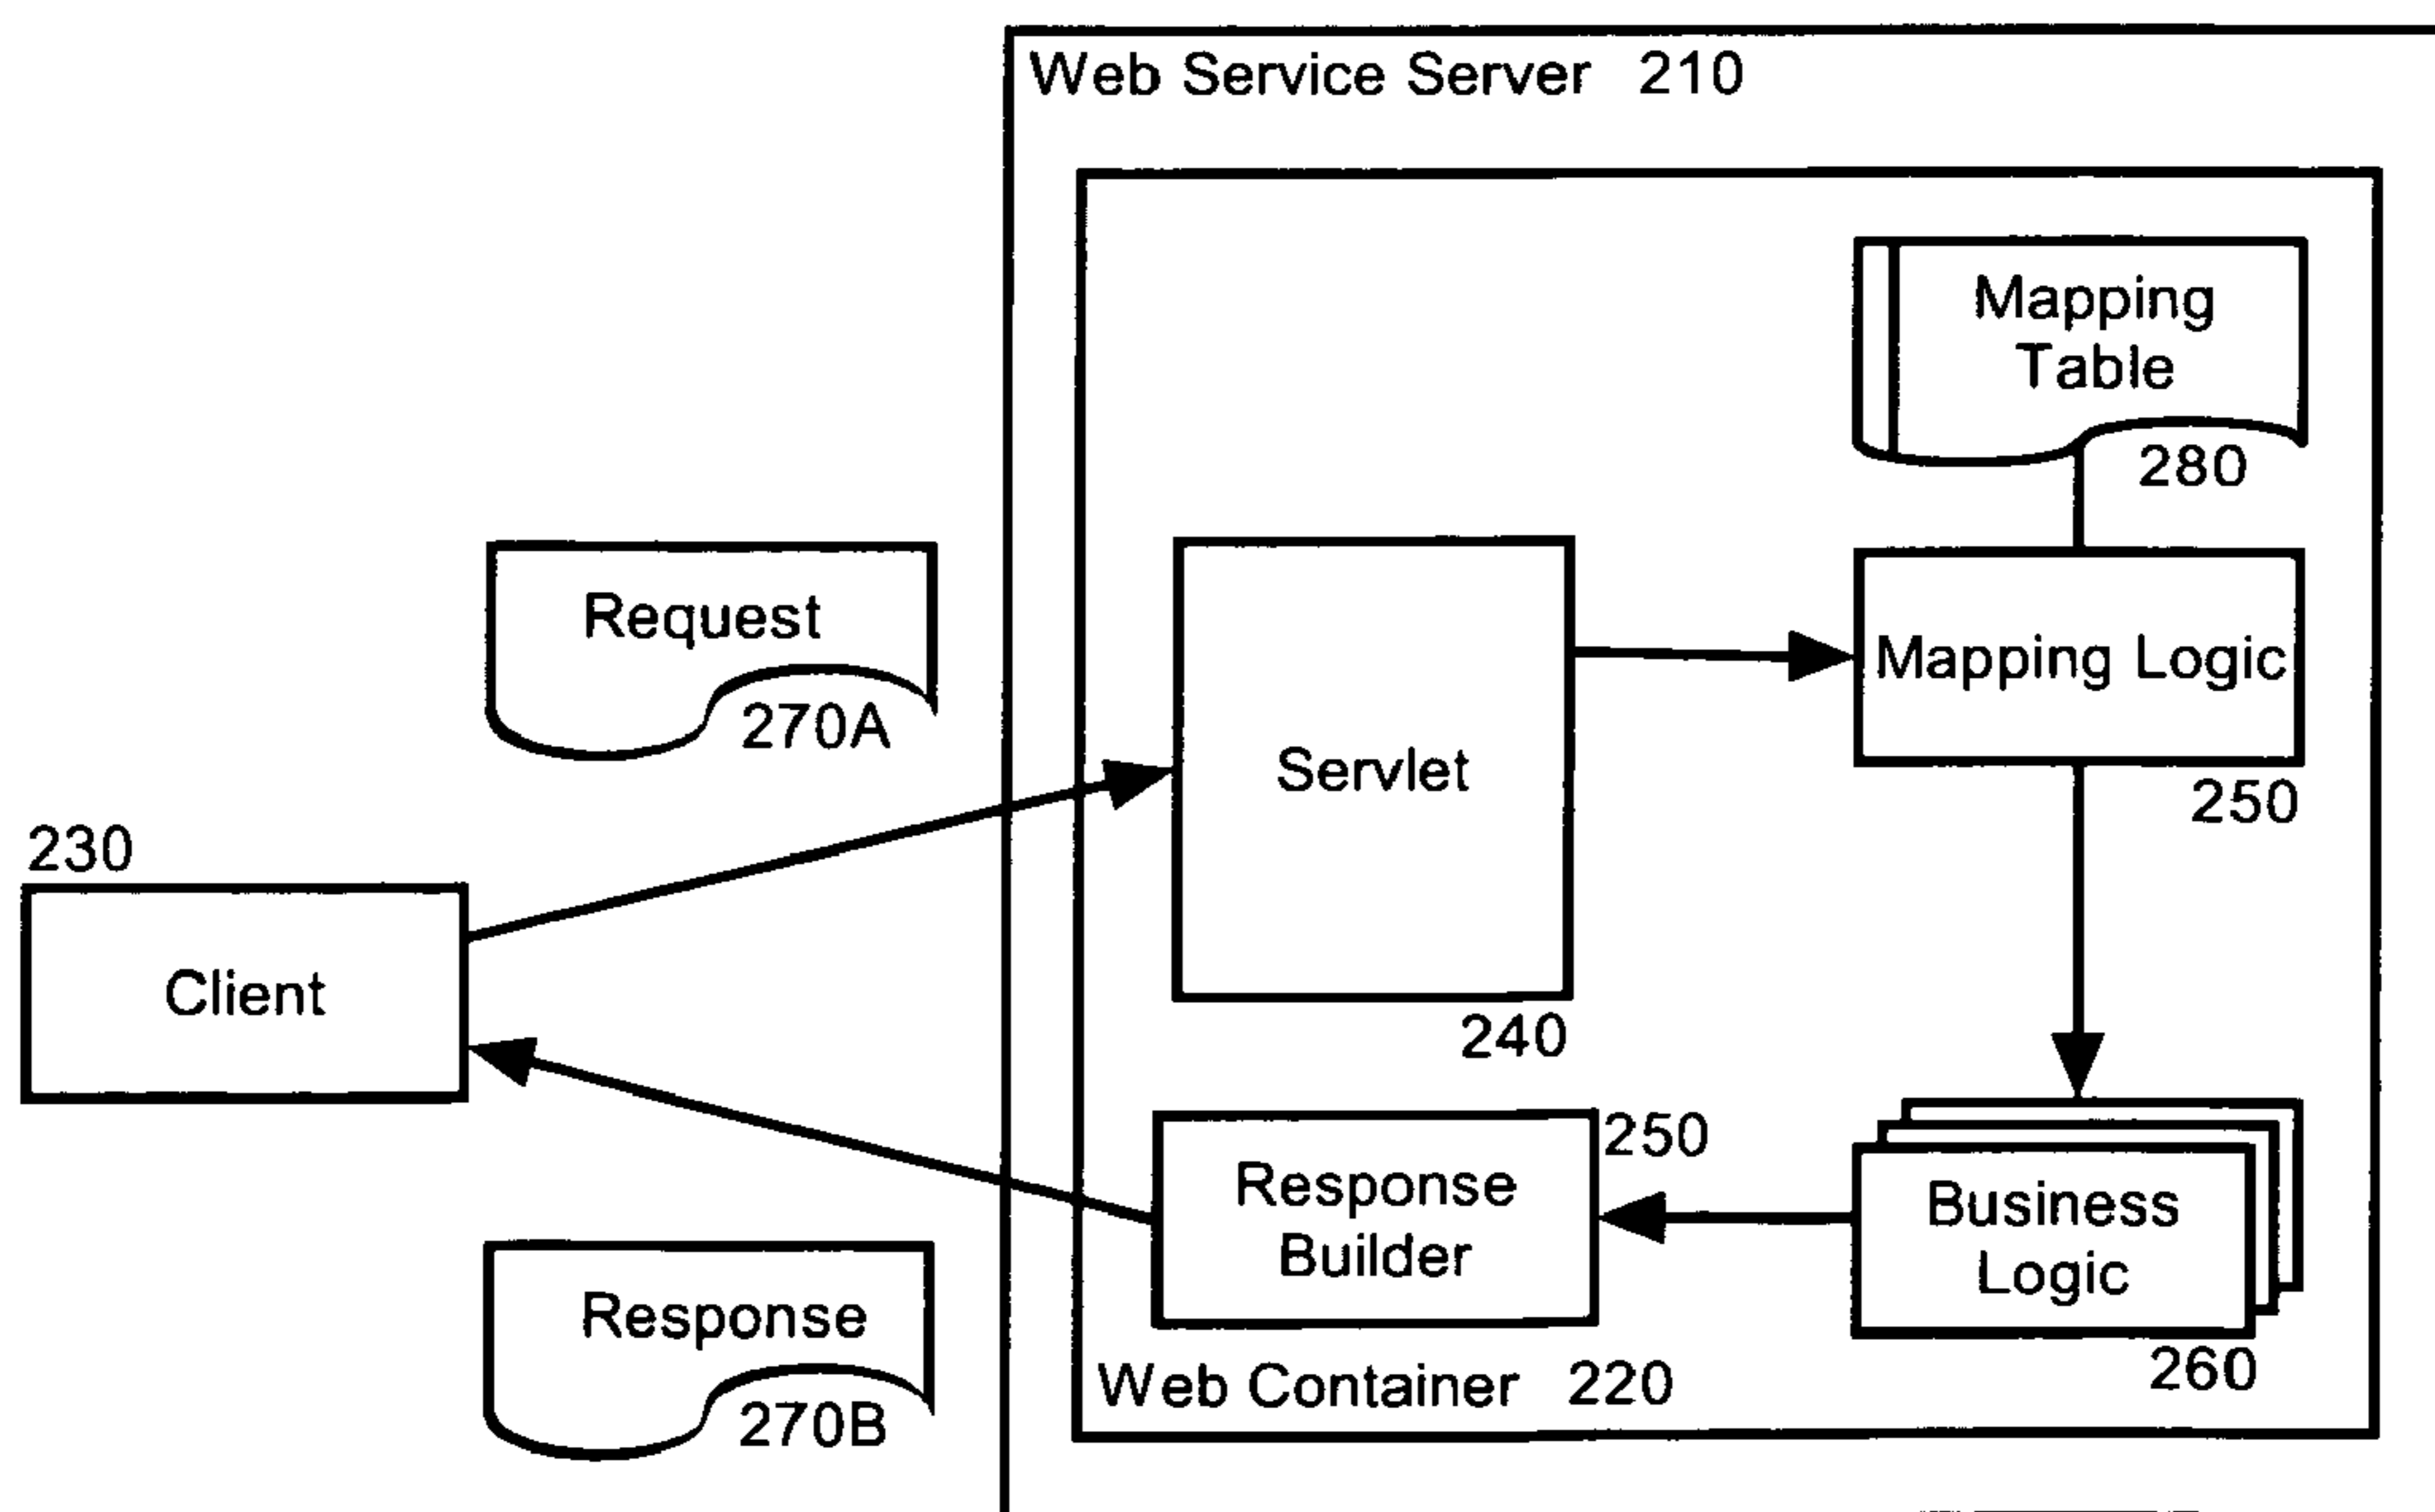 Web Service Server 210
Mapping
Table
280
Request
270A
Servlet
Mapping Logic
250
230
Client
240
Response
Builder
250
Business
Logic
260
Response
270B
Web Container 220